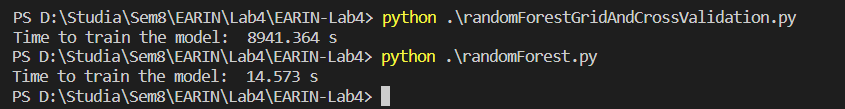 PS D:\Studia\Sem8\EARIN\Lab4\EARIN-Lab4> python .\randomForestGridAndCrossValidation.py
Time to train the model:  8941.364 s
PS D:\Studia\Sem8\EARIN\Lab4\EARIN-Lab4> python .\randomForest.py
Time to train the model:  14.573 s
PS D:\Studia\Sem8\EARIN\Lab4\EARIN-Lab4>